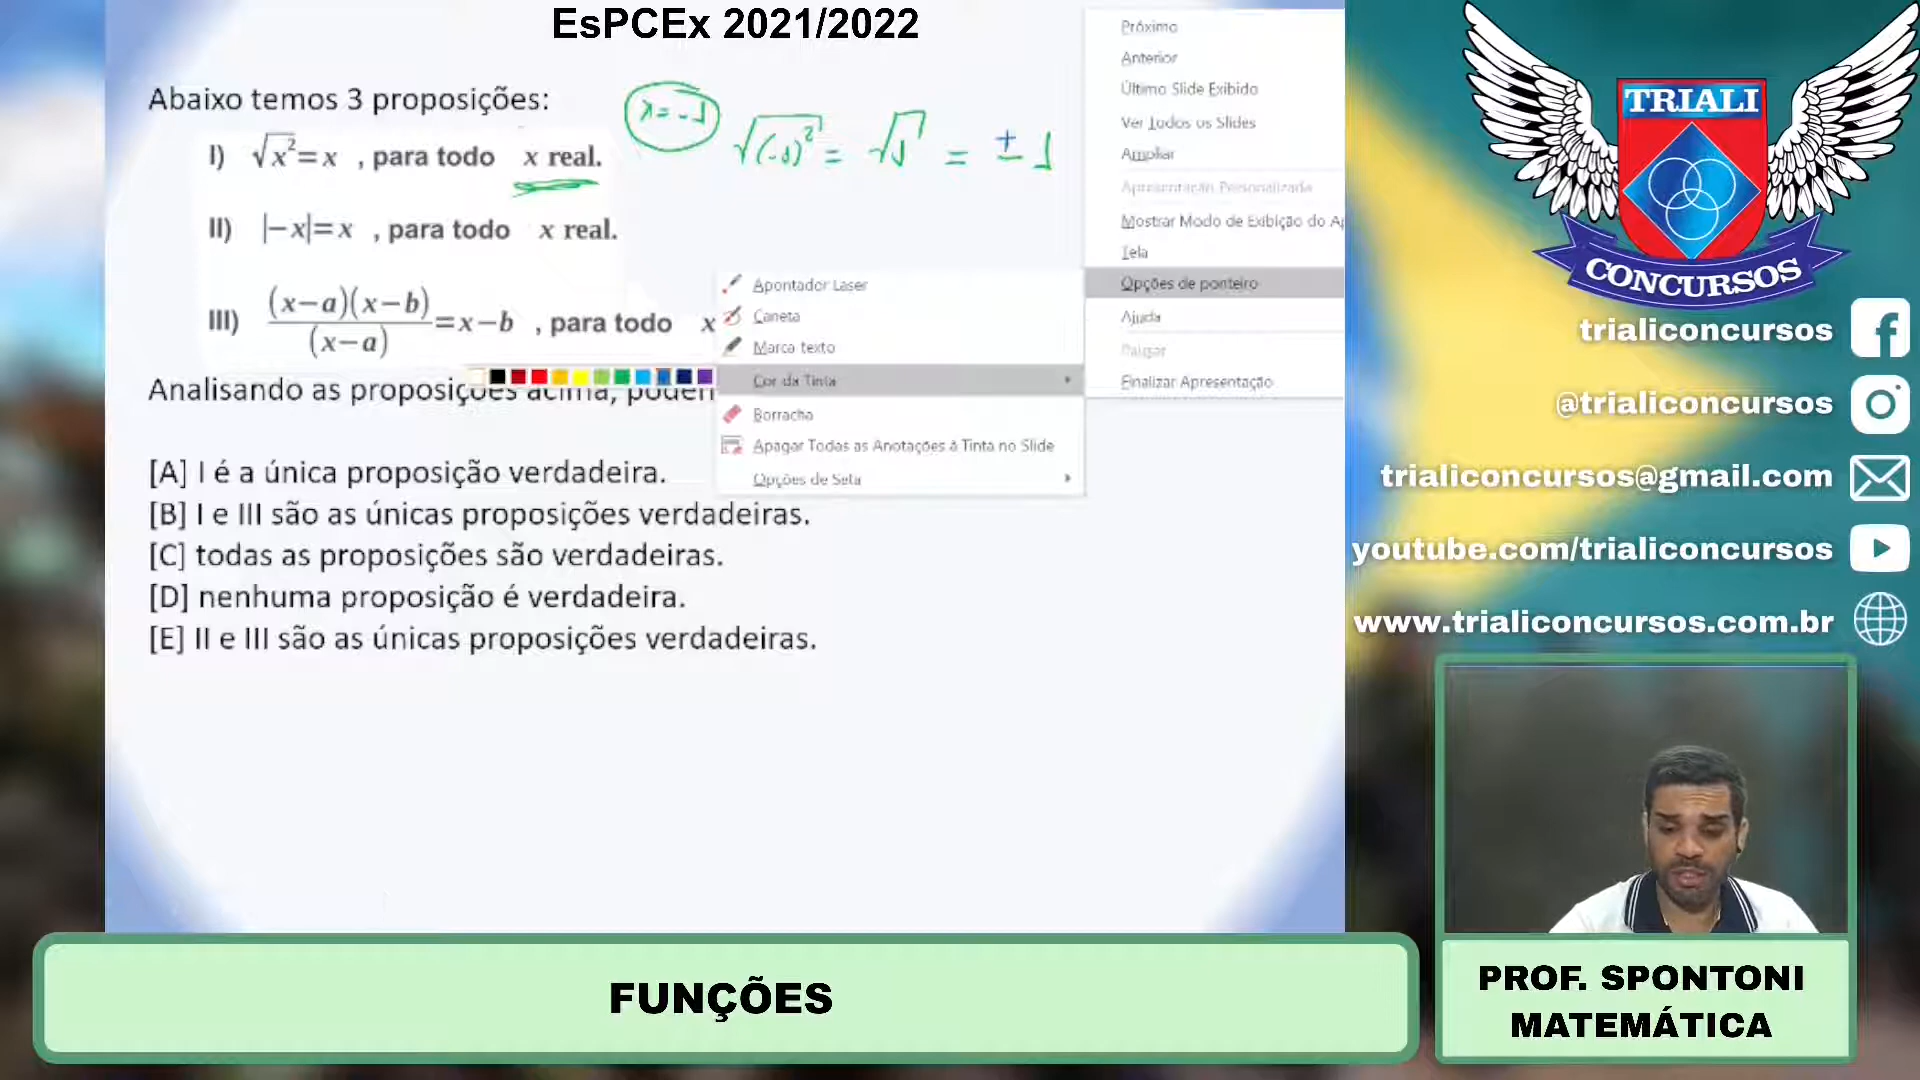 EsPCEx 2021/2022
Abaixo temos 3 proposições:
I) √x²=x , para todo x real.
x=-1
√(-1)² = √1 = ± 1
II) |−x|=x , para todo x real.
III) (x−a)(x−b)/(x−a) =x−b , para todo x
Analisando as proposições acima, podem
[A] I é a única proposição verdadeira.
[B] I e III são as únicas proposições verdadeiras.
[C] todas as proposições são verdadeiras.
[D] nenhuma proposição é verdadeira.
[E] II e III são as únicas proposições verdadeiras.
Apontador Laser
Caneta
Marca texto
Cor da Tinta
Borracha
Apagar Todas as Anotações à Tinta no Slide
Opções de Seta
Próximo
Anterior
Último Slide Exibido
Ver Todos os Slides
Ampliar
Apresentação Personalizada
Mostrar Modo de Exibição do Ap
Tela
Opções de ponteiro
Ajuda
Pausar
Finalizar Apresentação
TRIALI
CONCURSOS
trialiconcursos
@trialiconcursos
trialiconcursos@gmail.com
youtube.com/trialiconcursos
www.trialiconcursos.com.br
FUNÇÕES
PROF. SPONTONI
MATEMÁTICA